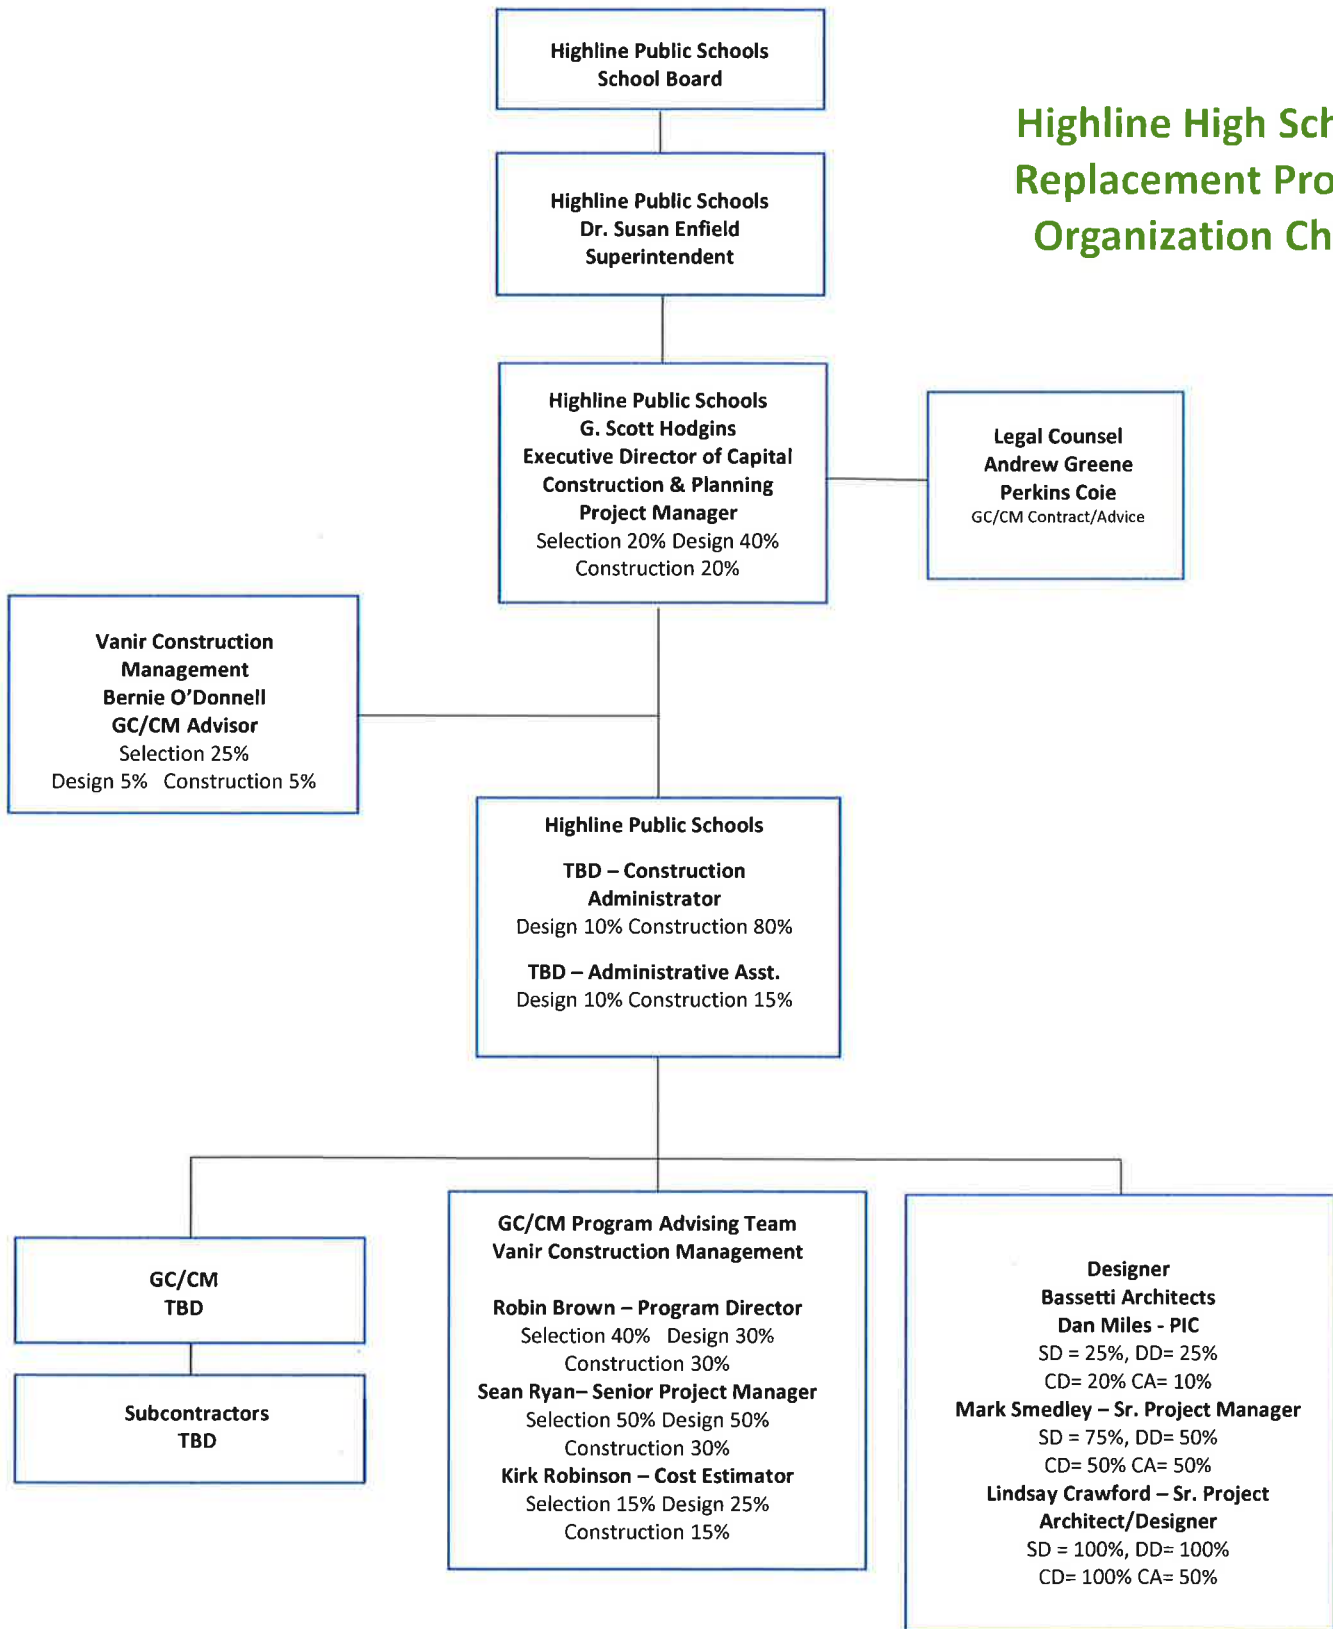 Highline Public Schools
School Board
Highline High Sch
Replacement Pro
Organization Ch
Highline Public Schools
Dr. Susan Enfield
Superintendent
Highline Public Schools
G. Scott Hodgins
Executive Director of Capital
Construction & Planning
Project Manager
Selection 20% Design 40%
Construction 20%
Legal Counsel
Andrew Greene
Perkins Coie
GC/CM Contract/Advice
Vanir Construction
Management
Bernie O'Donnell
GC/CM Advisor
Selection 25%
Design 5%   Construction 5%
Highline Public Schools
TBD – Construction
Administrator
Design 10% Construction 80%
TBD – Administrative Asst.
Design 10% Construction 15%
GC/CM
TBD
Subcontractors
TBD
GC/CM Program Advising Team
Vanir Construction Management
Robin Brown – Program Director
Selection 40%   Design 30%
Construction 30%
Sean Ryan– Senior Project Manager
Selection 50% Design 50%
Construction 30%
Kirk Robinson – Cost Estimator
Selection 15% Design 25%
Construction 15%
Designer
Bassetti Architects
Dan Miles - PIC
SD = 25%, DD= 25%
CD= 20% CA= 10%
Mark Smedley – Sr. Project Manager
SD = 75%, DD= 50%
CD= 50% CA= 50%
Lindsay Crawford – Sr. Project
Architect/Designer
SD = 100%, DD= 100%
CD= 100% CA= 50%